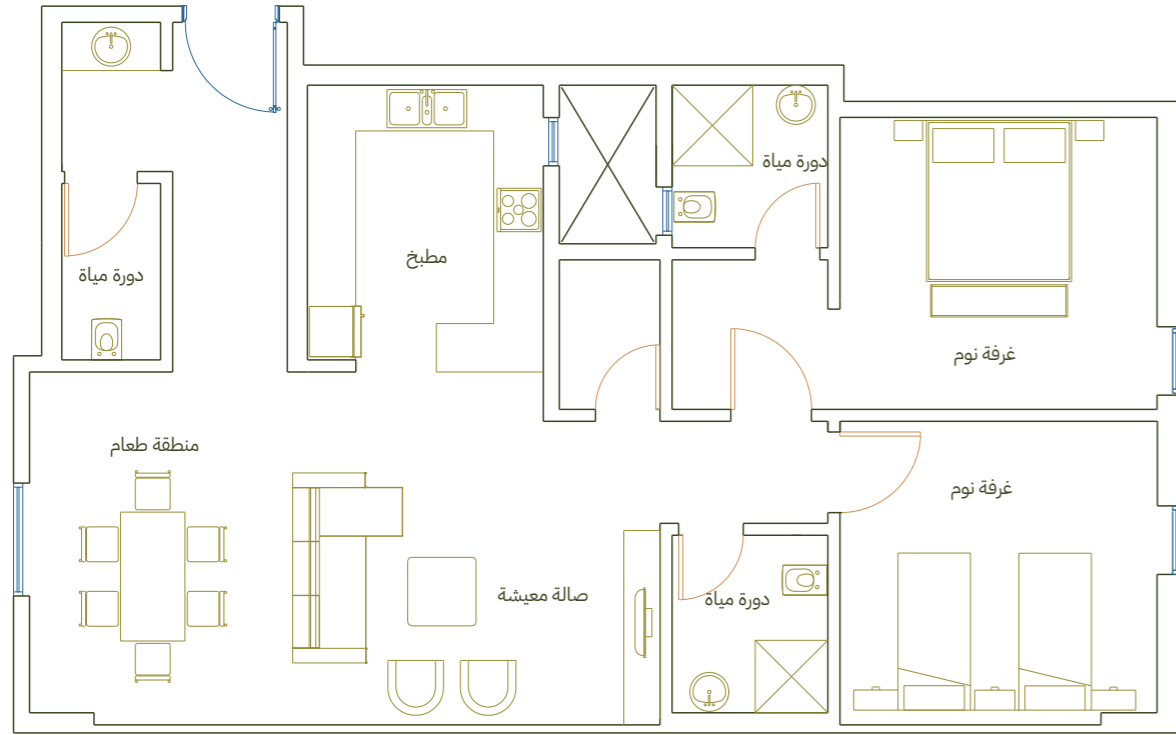 دورة مياة
مطبخ
دورة مياة
غرفة نوم
منطقة طعام
غرفة نوم
صالة معيشة
دورة مياة